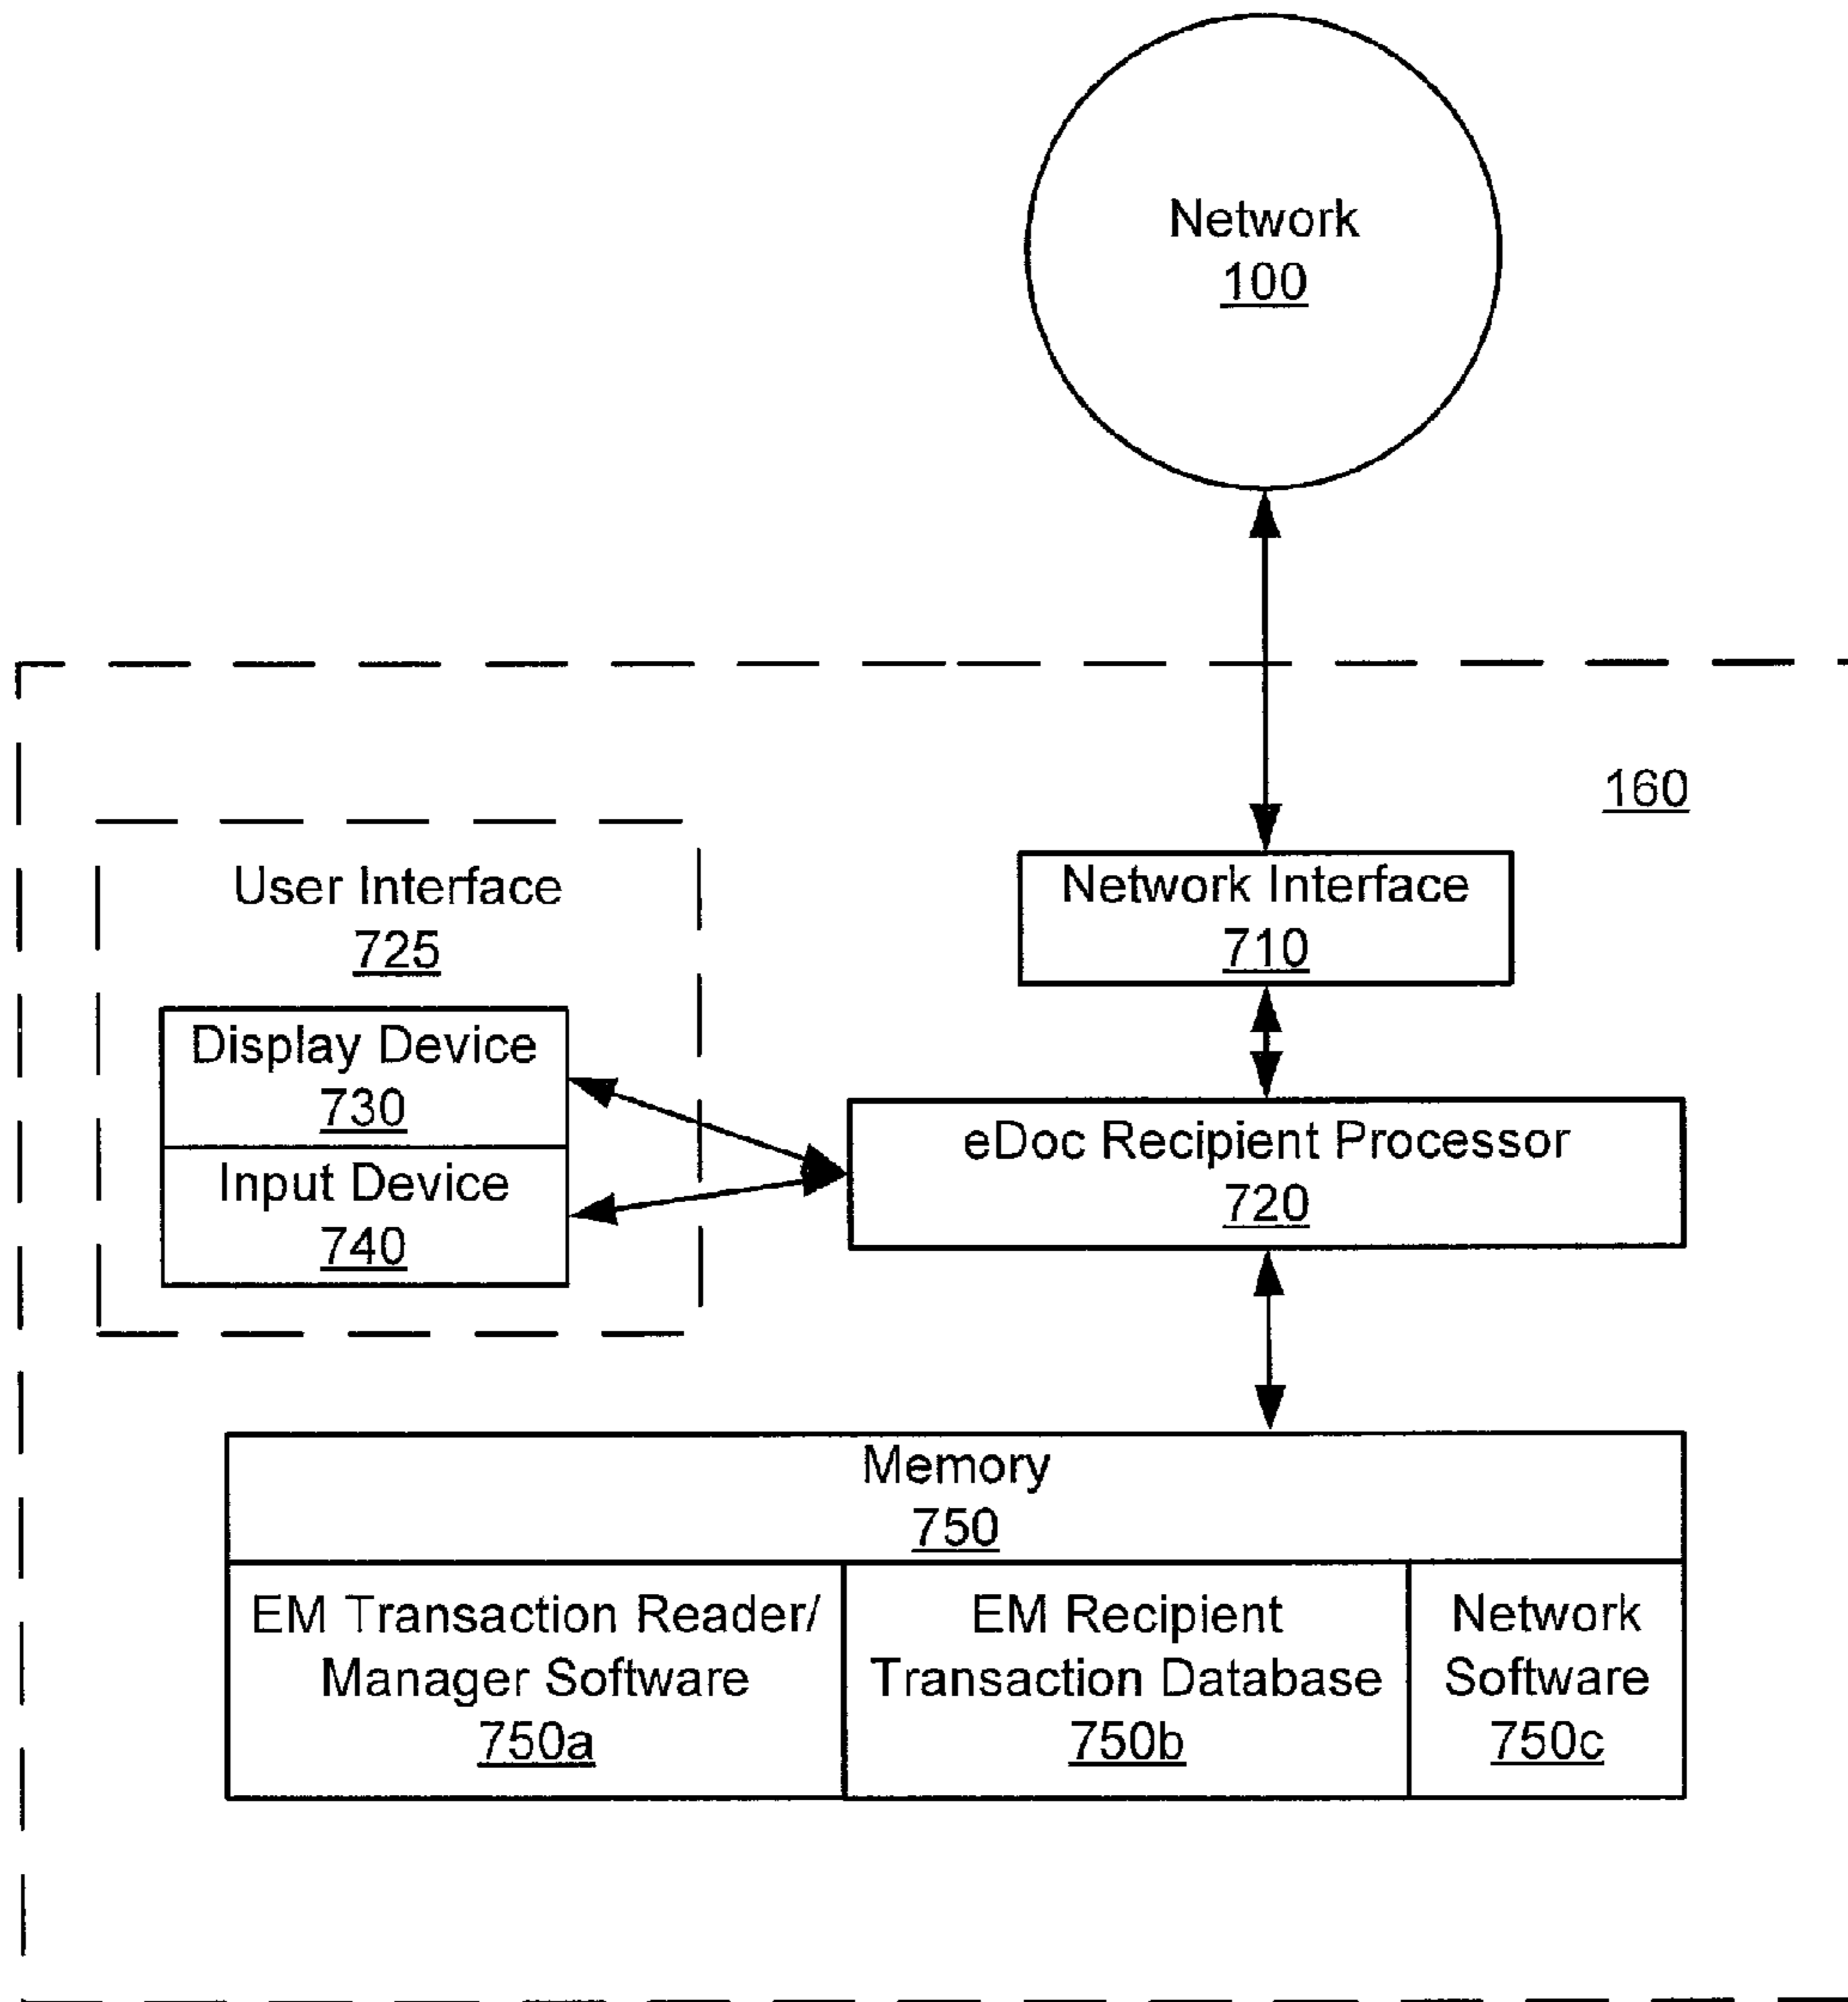 Network
100
160
User Interface
725
Network Interface
710
Display Device
730
Input Device
740
eDoc Recipient Processor
720
Memory
750
EM Transaction Reader/
Manager Software
750a
EM Recipient
Transaction Database
750b
Network
Software
750c